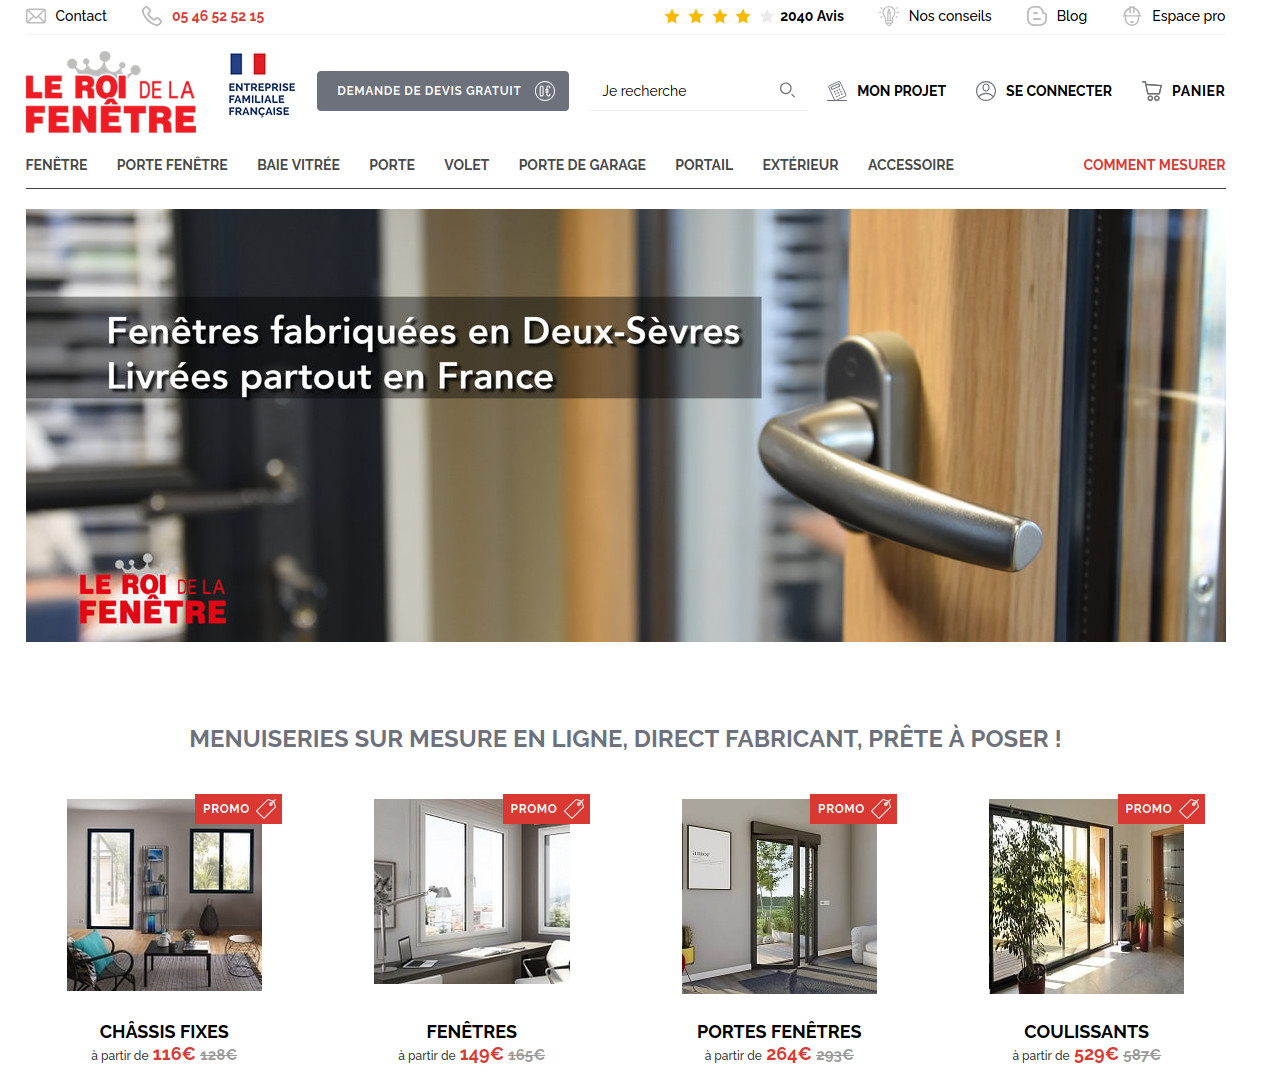 Contact
05 46 52 52 15
2040 Avis
Nos conseils
Blog
Espace pro
LE ROI DE LA
FENÊTRE
ENTREPRISE
FAMILIALE
FRANÇAISE
DEMANDE DE DEVIS GRATUIT
Je recherche
MON PROJET
SE CONNECTER
PANIER
FENÊTRE
PORTE FENÊTRE
BAIE VITRÉE
PORTE
VOLET
PORTE DE GARAGE
PORTAIL
EXTÉRIEUR
ACCESSOIRE
COMMENT MESURER
Fenêtres fabriquées en Deux-Sèvres
Livrées partout en France
LE ROI DE LA
FENÊTRE
MENUISERIES SUR MESURE EN LIGNE, DIRECT FABRICANT, PRÊTE À POSER !
PROMO
PROMO
PROMO
PROMO
CHÂSSIS FIXES
à partir de 116€ 128€
FENÊTRES
à partir de 149€ 165€
PORTES FENÊTRES
à partir de 264€ 293€
COULISSANTS
à partir de 529€ 587€